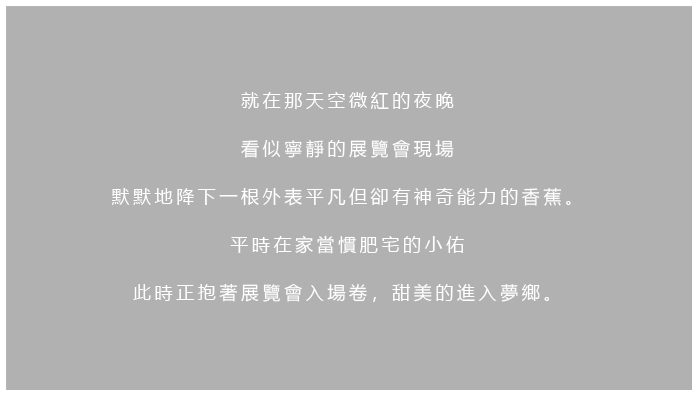 就在那天空微紅的夜晚
看似寧靜的展覽會現場
默默地降下一根外表平凡但卻有神奇能力的香蕉。
平時在家當慣肥宅的小佑
此時正抱著展覽會入場卷，甜美的進入夢鄉。